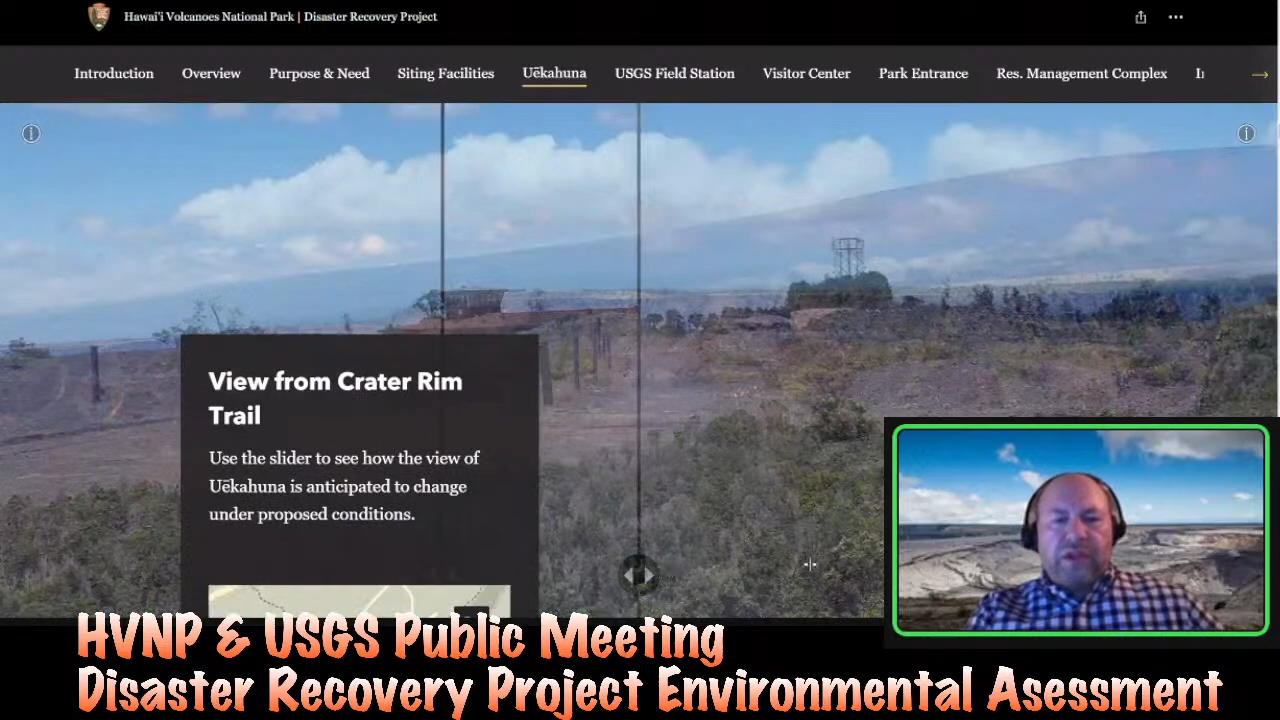 Hawai'i Volcanoes National Park | Disaster Recovery Project
Introduction Overview Purpose & Need Siting Facilities Uēkahuna USGS Field Station Visitor Center Park Entrance Res. Management Complex
View from Crater Rim
Trail
Use the slider to see how the view of
Uēkahuna is anticipated to change
under proposed conditions.
HVNP & USGS Public Meeting
Disaster Recovery Project Environmental Asessment